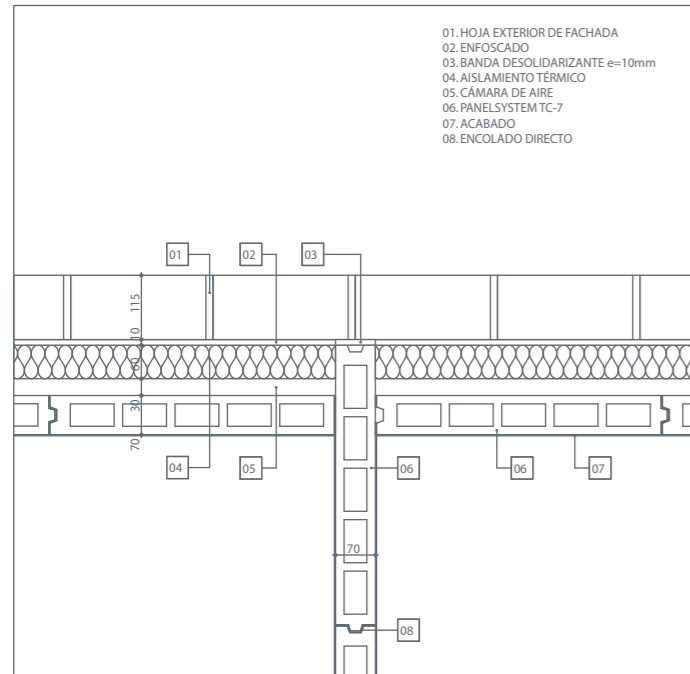 01. HOJA EXTERIOR DE FACHADA
02. ENFOSCADO
03. BANDA DESOLIDARIZANTE e=10mm
04. AISLAMIENTO TÉRMICO
05. CÁMARA DE AIRE
06. PANELSYSTEM TC-7
07. ACABADO
08. ENCOLADO DIRECTO
01
02
03
115
10
60
30
70
04
05
06
06
07
70
08